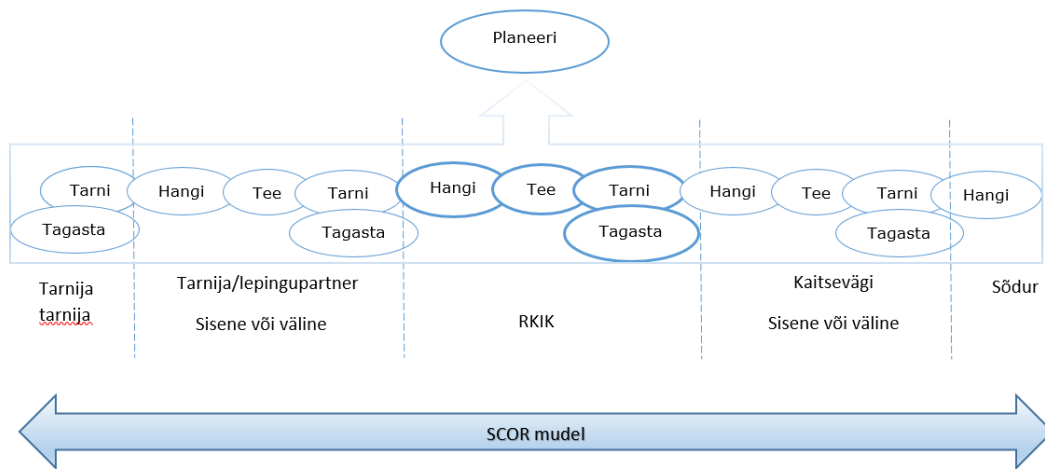 Planeeri
Tarni
Hangi
Tee
Tarni
Hangi
Tee
Tarni
Hangi
Tee
Tarni
Hangi
Tagasta
Tagasta
Tagasta
Tagasta
Tarnija
tarnija
Tarnija/lepingupartner
Sisene või väline
RKIK
Kaitsevägi
Sisene või väline
Sõdur
SCOR mudel